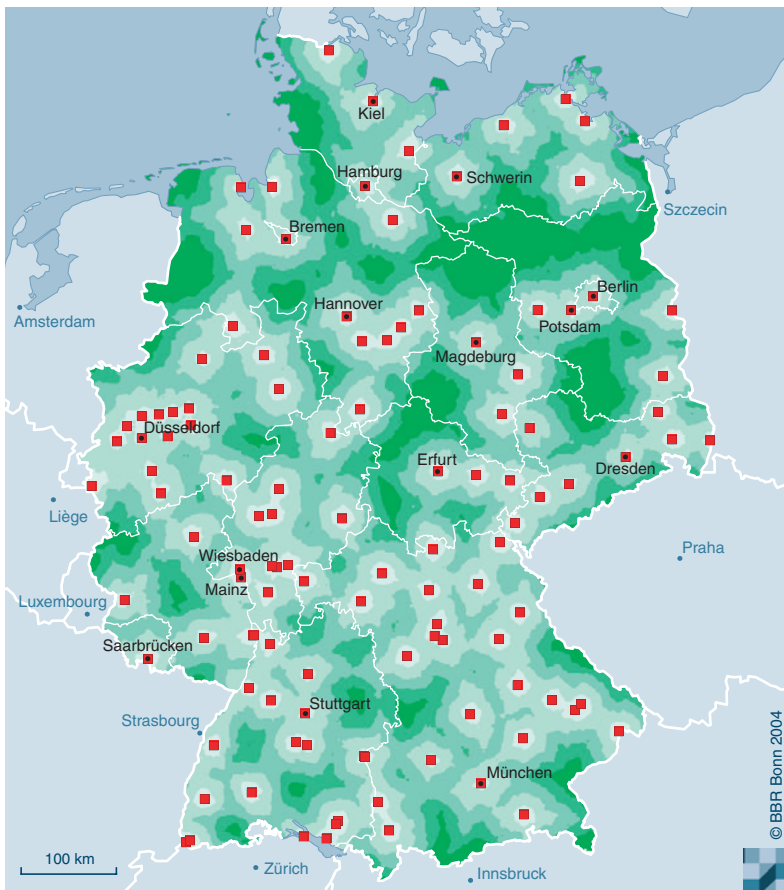 Kiel
Hamburg
Schwerin
Szczecin
Bremen
Berlin
Hannover
Amsterdam
Potsdam
Magdeburg
Düsseldorf
Erfurt
Dresden
Liège
Praha
Wiesbaden
Mainz
Luxembourg
Saarbrücken
Stuttgart
Strasbourg
München
© BBR Bonn 2004
100 km
Zürich
Innsbruck